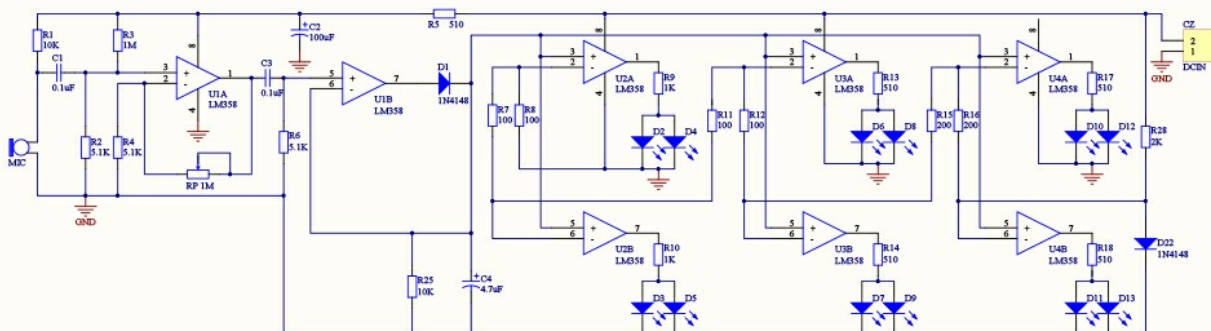 R1
10K
R3
1M
C1
0.1uF
MIC
R2
5.1K
R4
5.1K
GND
3
2
8
1
4
U1A
LM358
RP 1M
C3
0.1uF
C2
100uF
R6
5.1K
5
6
7
U1B
LM358
D1
1N4148
R5 510
R25
10K
C4
4.7uF
R7
100
R8
100
3
2
8
1
4
U2A
LM358
R9
1K
D2
D4
5
6
7
U2B
LM358
R10
1K
D3
D5
R11
100
R12
100
3
2
8
1
4
U3A
LM358
R13
510
D6
D8
5
6
7
U3B
LM358
R14
510
D7
D9
R15
200
R16
200
3
2
8
1
4
U4A
LM358
R17
510
D10
D12
5
6
7
U4B
LM358
R18
510
D11
D13
R28
2K
D22
1N4148
CZ
2
1
DCIN
GND